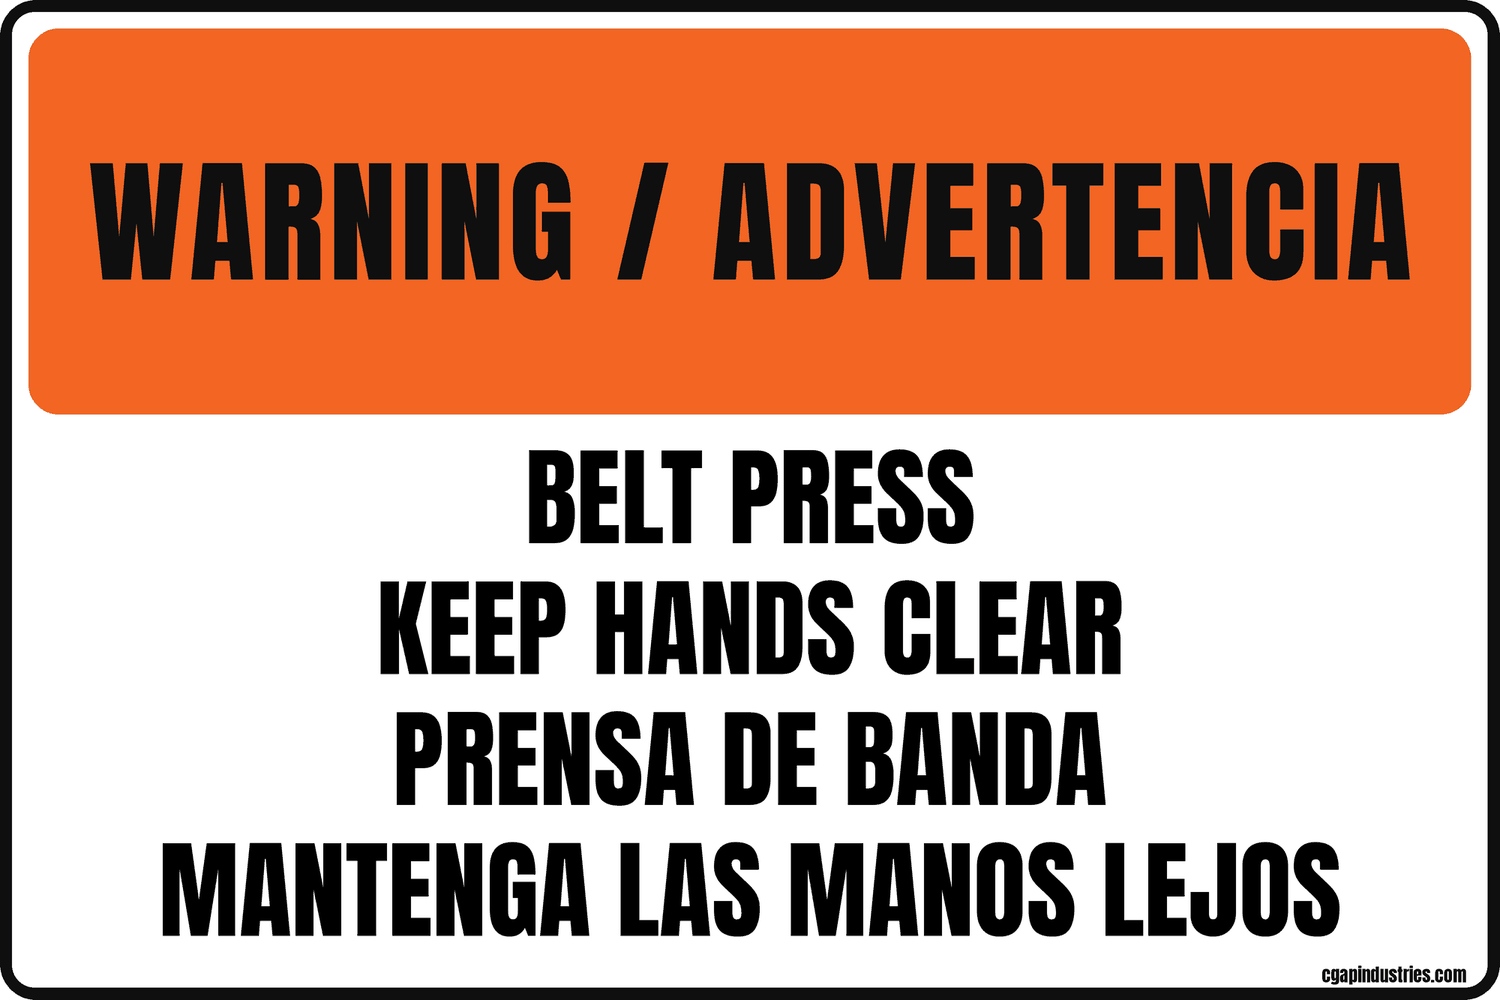 WARNING / ADVERTENCIA
BELT PRESS
KEEP HANDS CLEAR
PRENSA DE BANDA
MANTENGA LAS MANOS LEJOS
cgapindustries.com